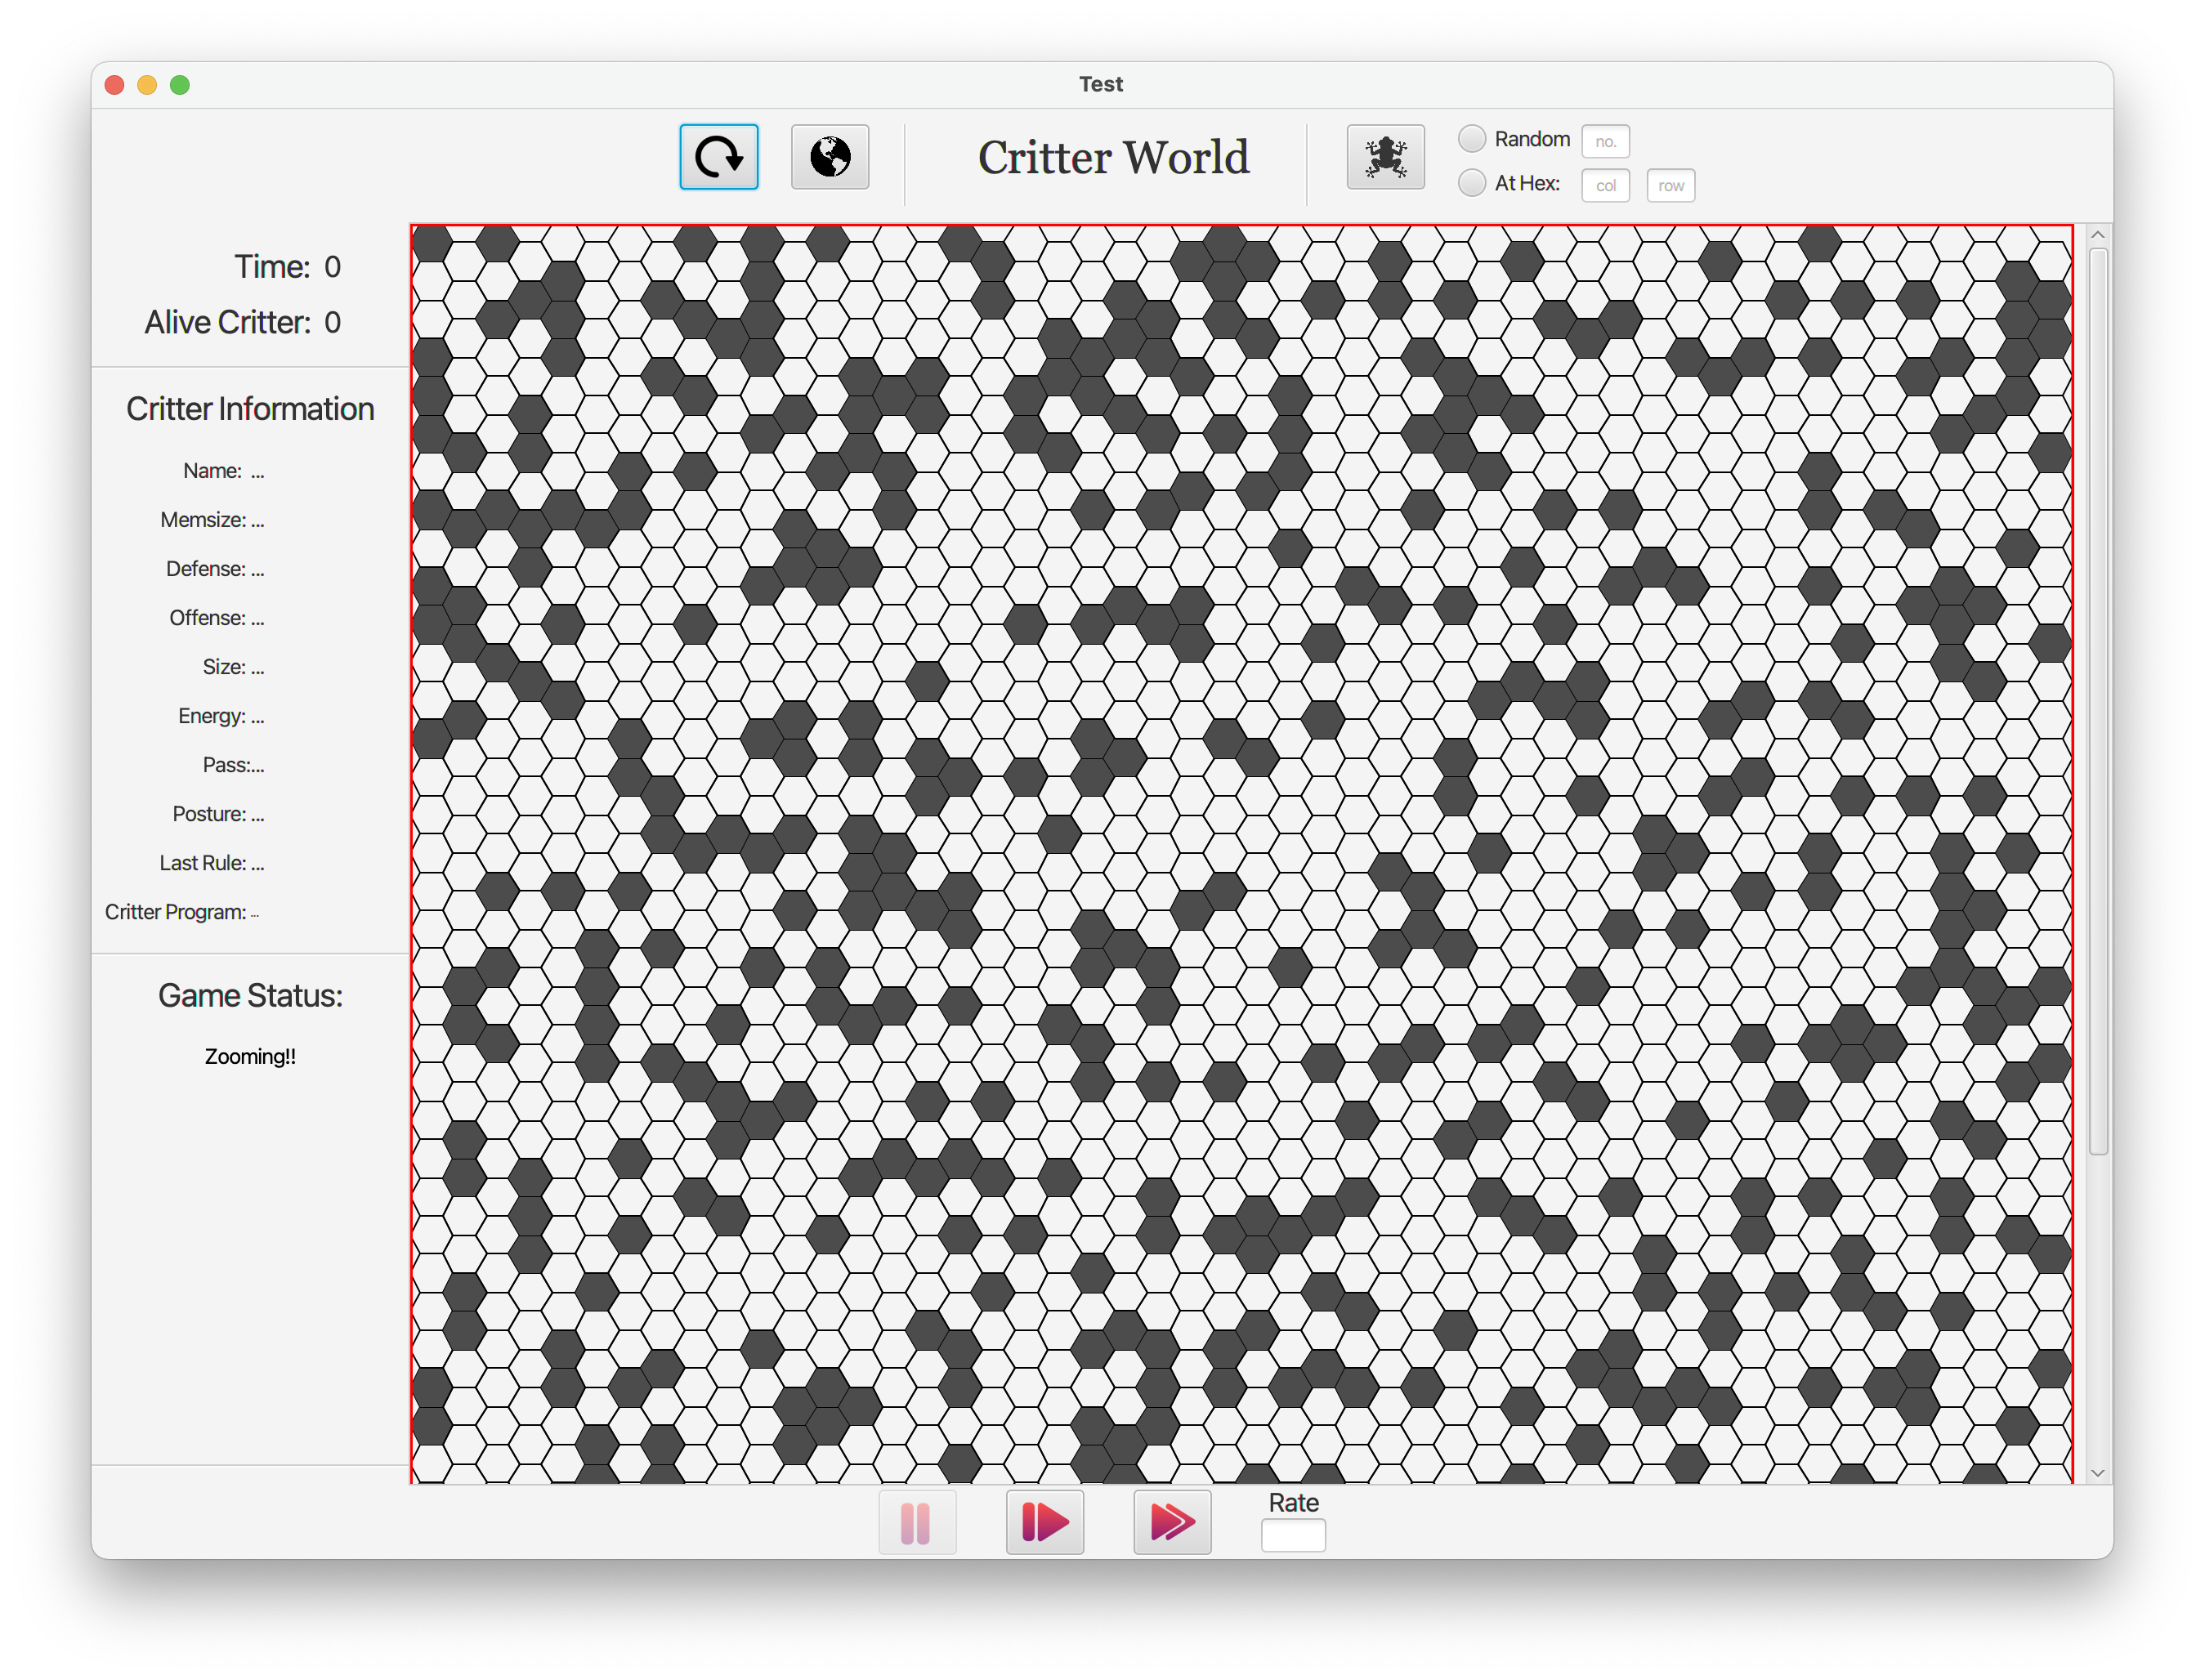 Test
Critter World
Random
no.
At Hex:
col
row
Time: 0
Alive Critter: 0
Critter Information
Name: ...
Memsize: ...
Defense: ...
Offense: ...
Size: ...
Energy: ...
Pass:...
Posture: ...
Last Rule: ...
Critter Program: ...
Game Status:
Zooming!!
Rate